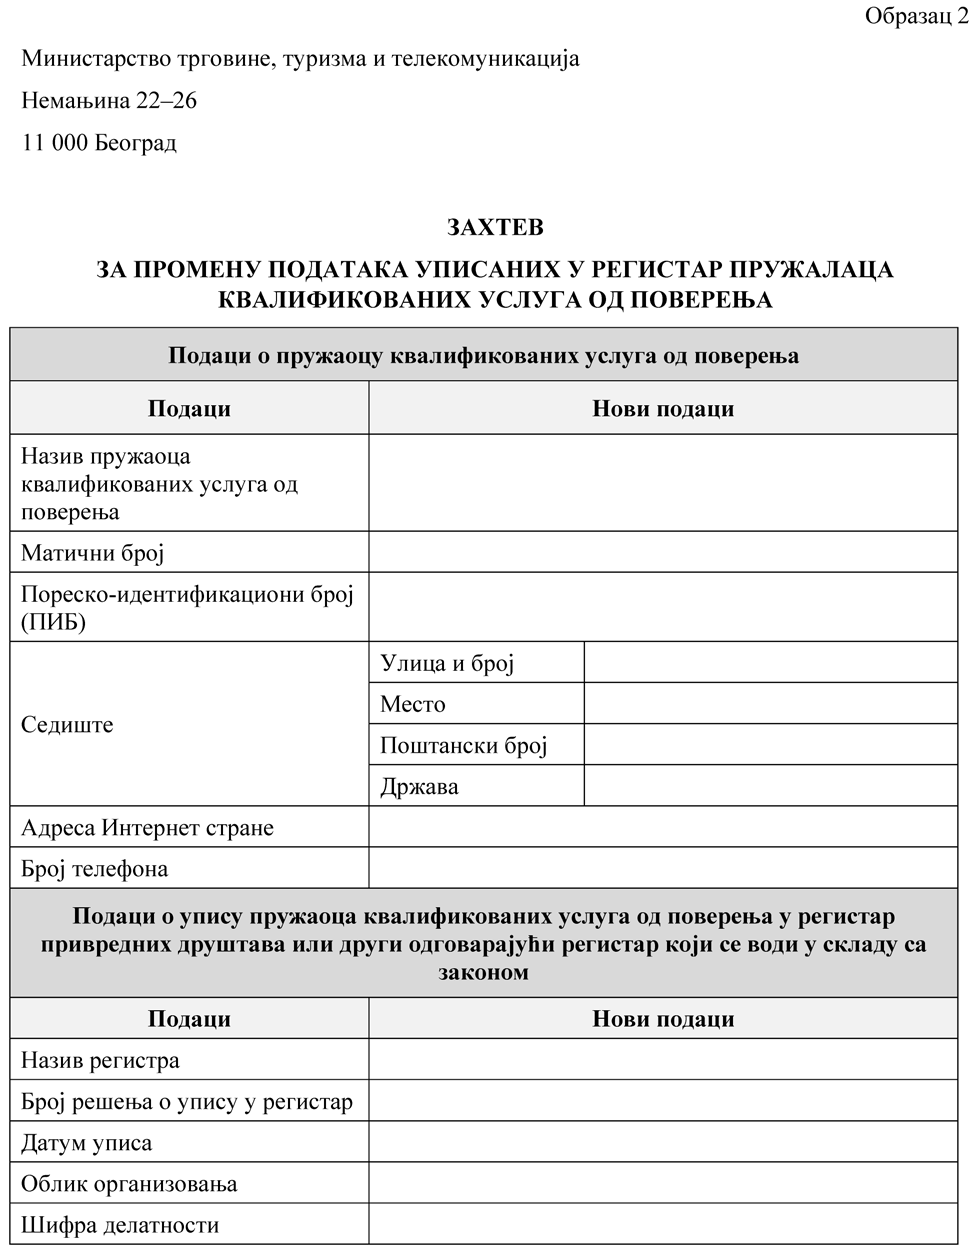 Образац 2
Министарство трговине, туризма и телекомуникација
Немањина 22–26
11 000 Београд
ЗАХТЕВ
ЗА ПРОМЕНУ ПОДАТАКА УПИСАНИХ У РЕГИСТАР ПРУЖАЛАЦА
КВАЛИФИКОВАНИХ УСЛУГА ОД ПОВЕРЕЊА
Подаци о пружаоцу квалификованих услуга од поверења
Подаци
Нови подаци
Назив пружаоца
квалификованих услуга од
поверења
Матични број
Пореско-идентификациони број
(ПИБ)
Седиште
Улица и број
Место
Поштански број
Држава
Адреса Интернет стране
Број телефона
Подаци о упису пружаоца квалификованих услуга од поверења у регистар
привредних друштава или други одговарајући регистар који се води у складу са
законом
Подаци
Нови подаци
Назив регистра
Број решења о упису у регистар
Датум уписа
Облик организовања
Шифра делатности